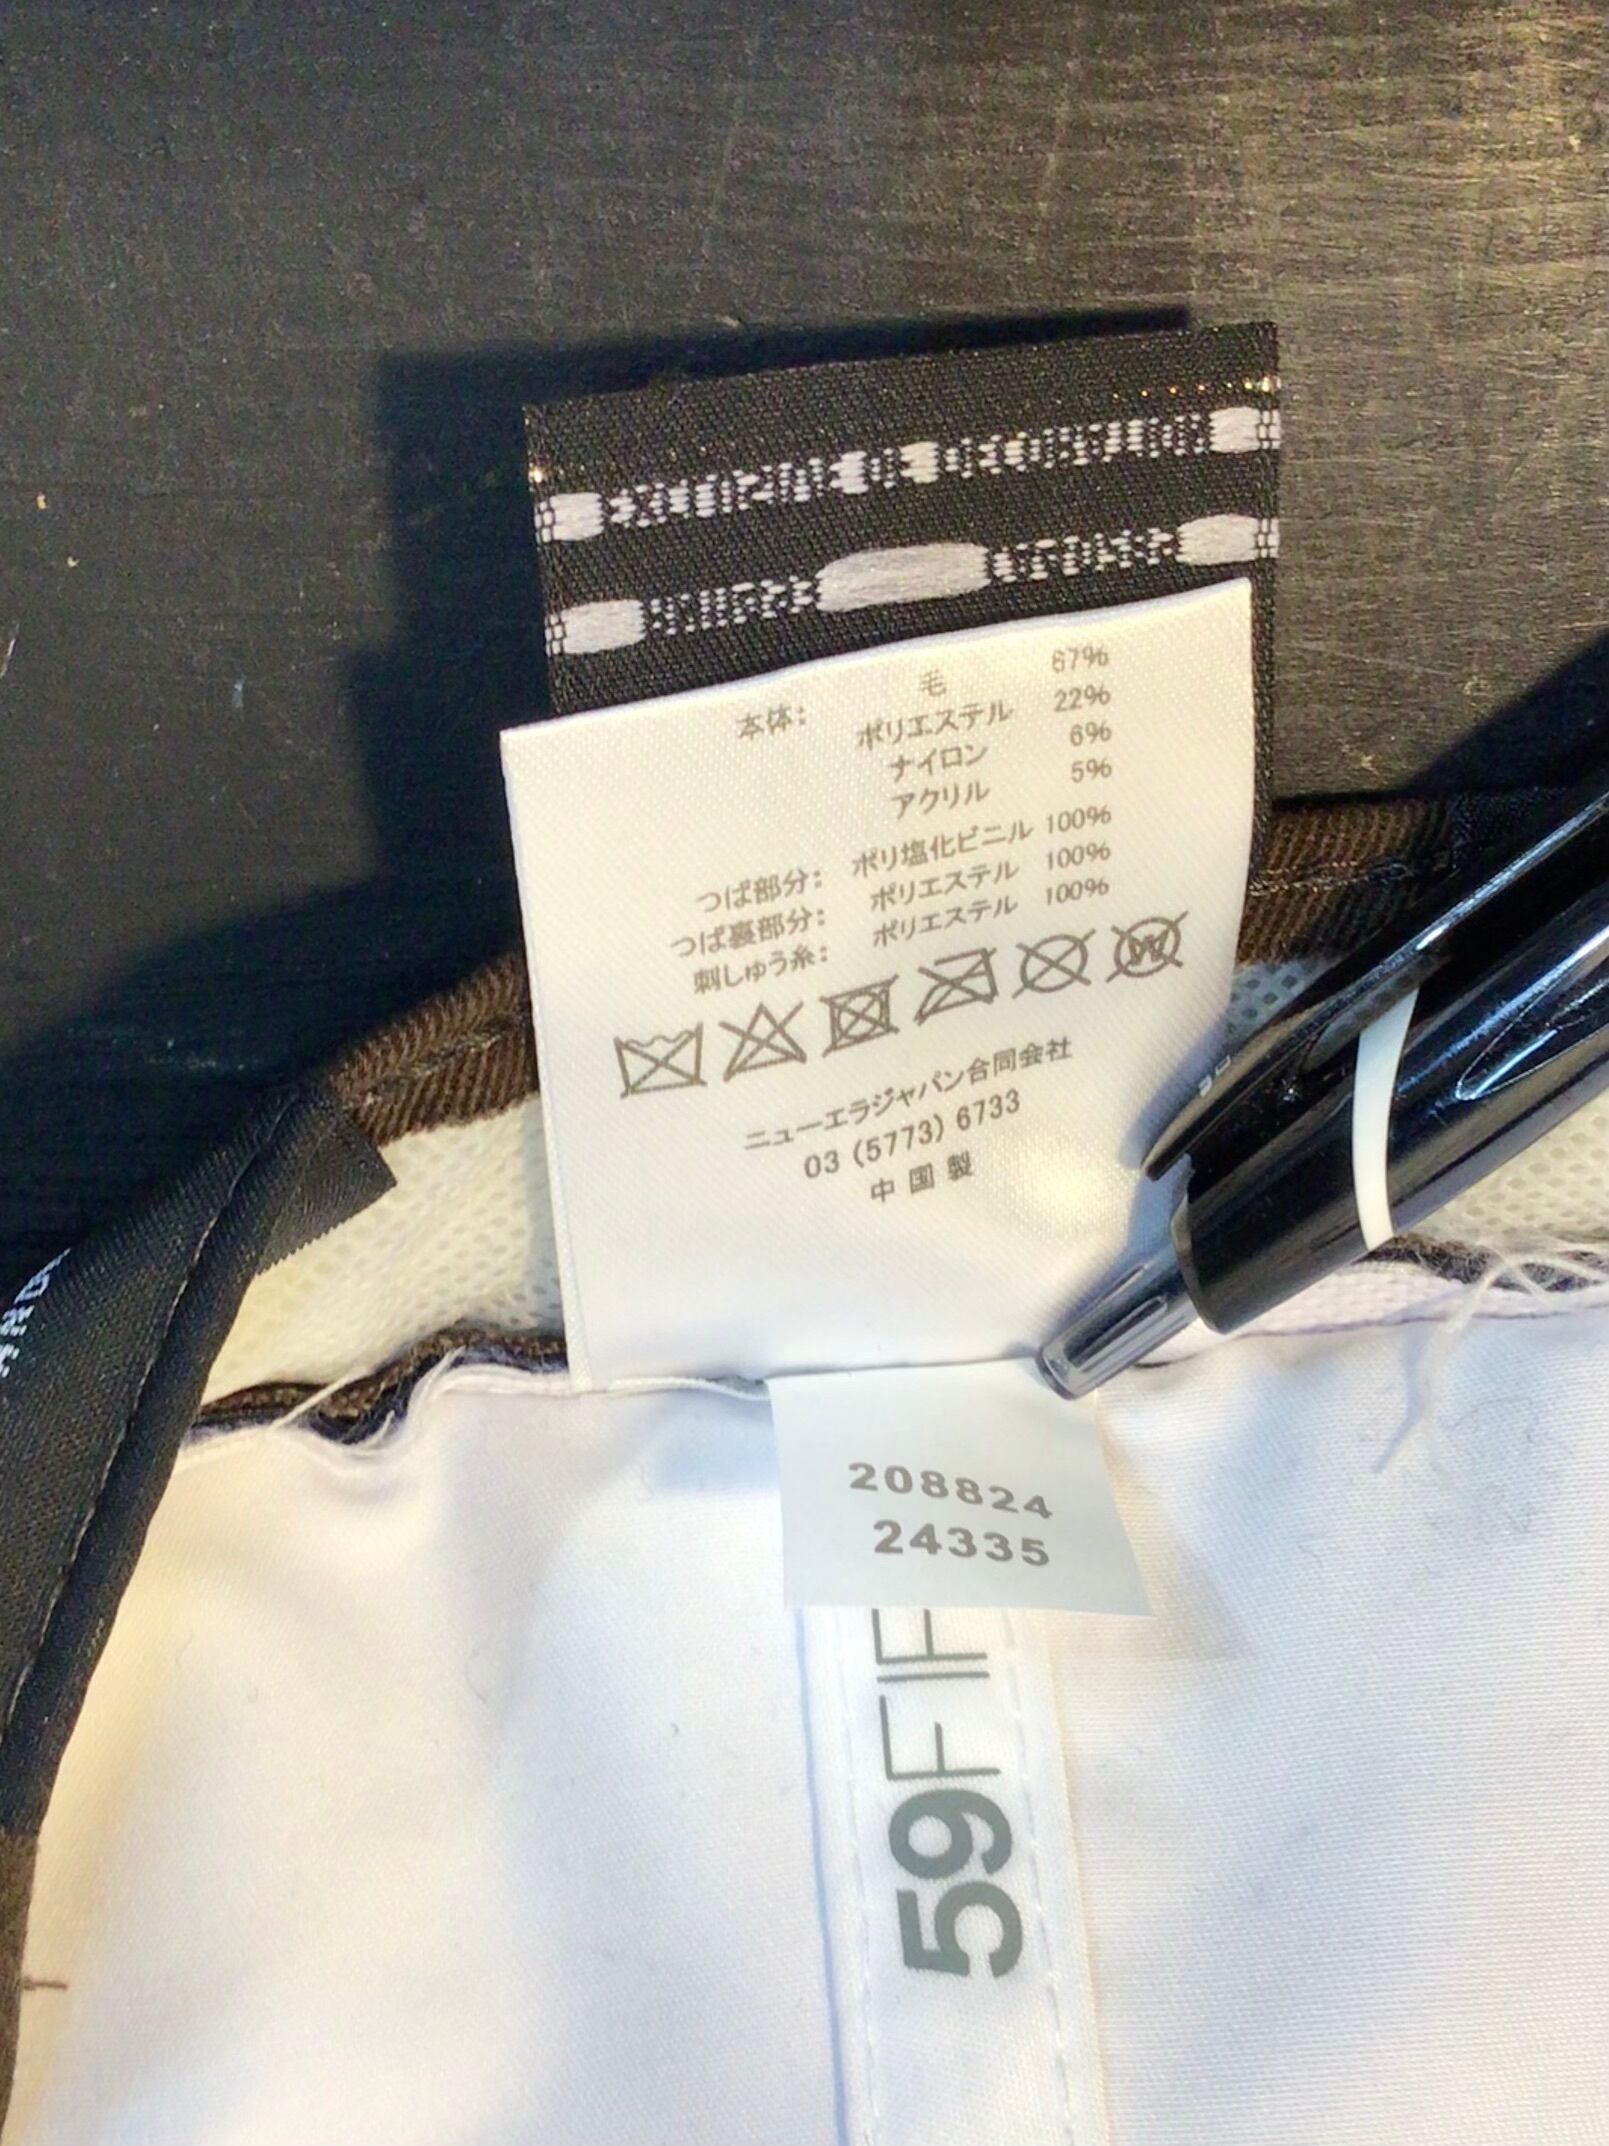 本体： 毛 67%
ポリエステル 22%
ナイロン 6%
アクリル 5%
つば部分： ポリ塩化ビニル 100%
つば裏部分： ポリエステル 100%
刺しゅう糸： ポリエステル 100%
ニューエラジャパン合同会社
03 (5773) 6733
中国製
208824
24335
59FIF